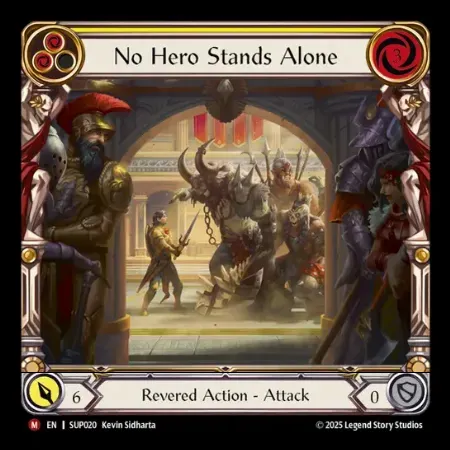 No Hero Stands Alone
3
6
Revered Action - Attack
0
M EN | SUP020 Kevin Sidharta
© 2025 Legend Story Studios